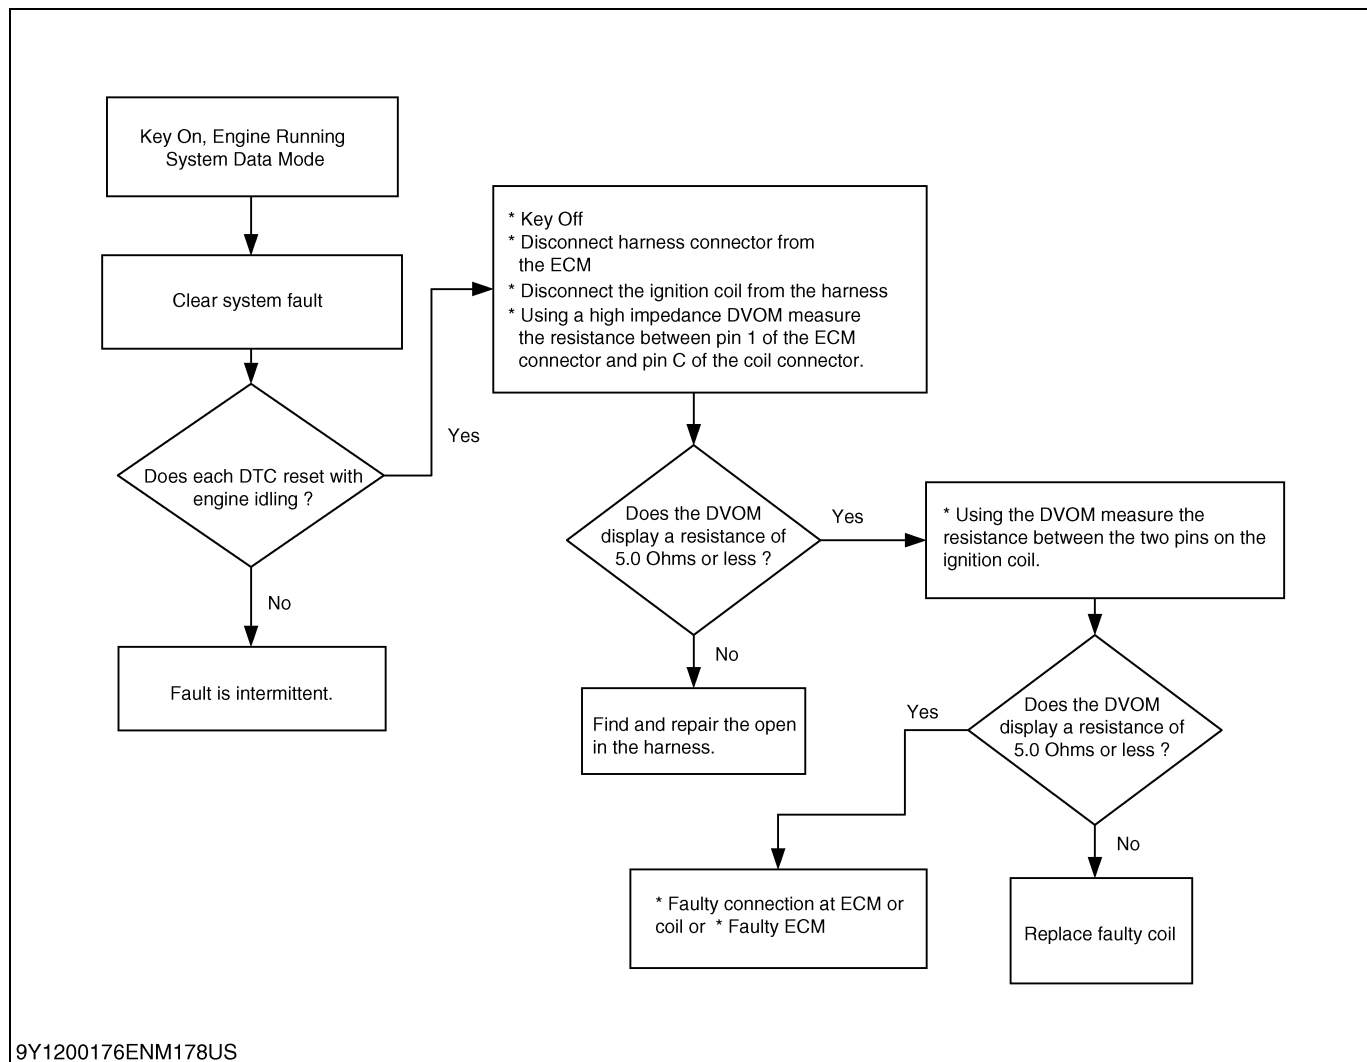 Key On, Engine Running
System Data Mode
Clear system fault
Does each DTC reset with
engine idling ?
Yes
No
Fault is intermittent.
* Key Off
* Disconnect harness connector from
the ECM
* Disconnect the ignition coil from the harness
* Using a high impedance DVOM measure
the resistance between pin 1 of the ECM
connector and pin C of the coil connector.
Does the DVOM
display a resistance of
5.0 Ohms or less ?
Yes
No
Find and repair the open
in the harness.
* Using the DVOM measure the
resistance between the two pins on the
ignition coil.
Does the DVOM
display a resistance of
5.0 Ohms or less ?
Yes
No
* Faulty connection at ECM or
coil or * Faulty ECM
Replace faulty coil
9Y1200176ENM178US